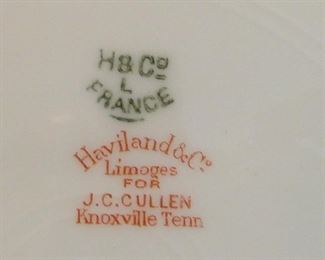 H & Co
L
FRANCE
Haviland & Co
Limoges
FOR
J.C. CULLEN
Knoxville Tenn